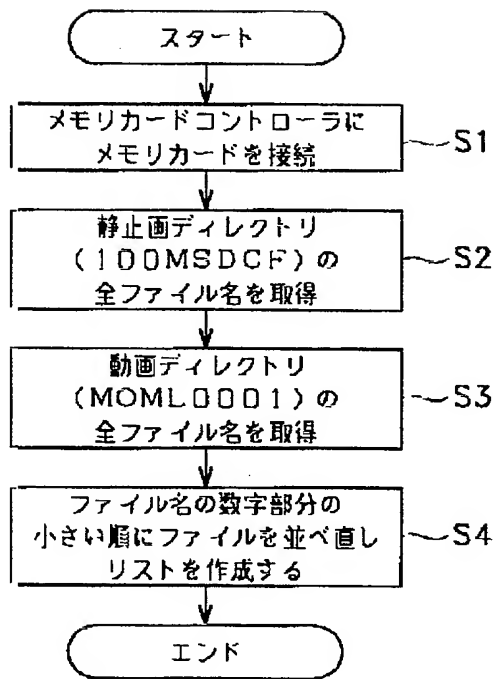 スタート
メモリカードコントローラに
メモリカードを接続
S1
静止画ディレクトリ
(100MSDCF)の
全ファイル名を取得
S2
動画ディレクトリ
(MOML0001)の
全ファイル名を取得
S3
ファイル名の数字部分の
小さい順にファイルを並べ直し
リストを作成する
S4
エンド